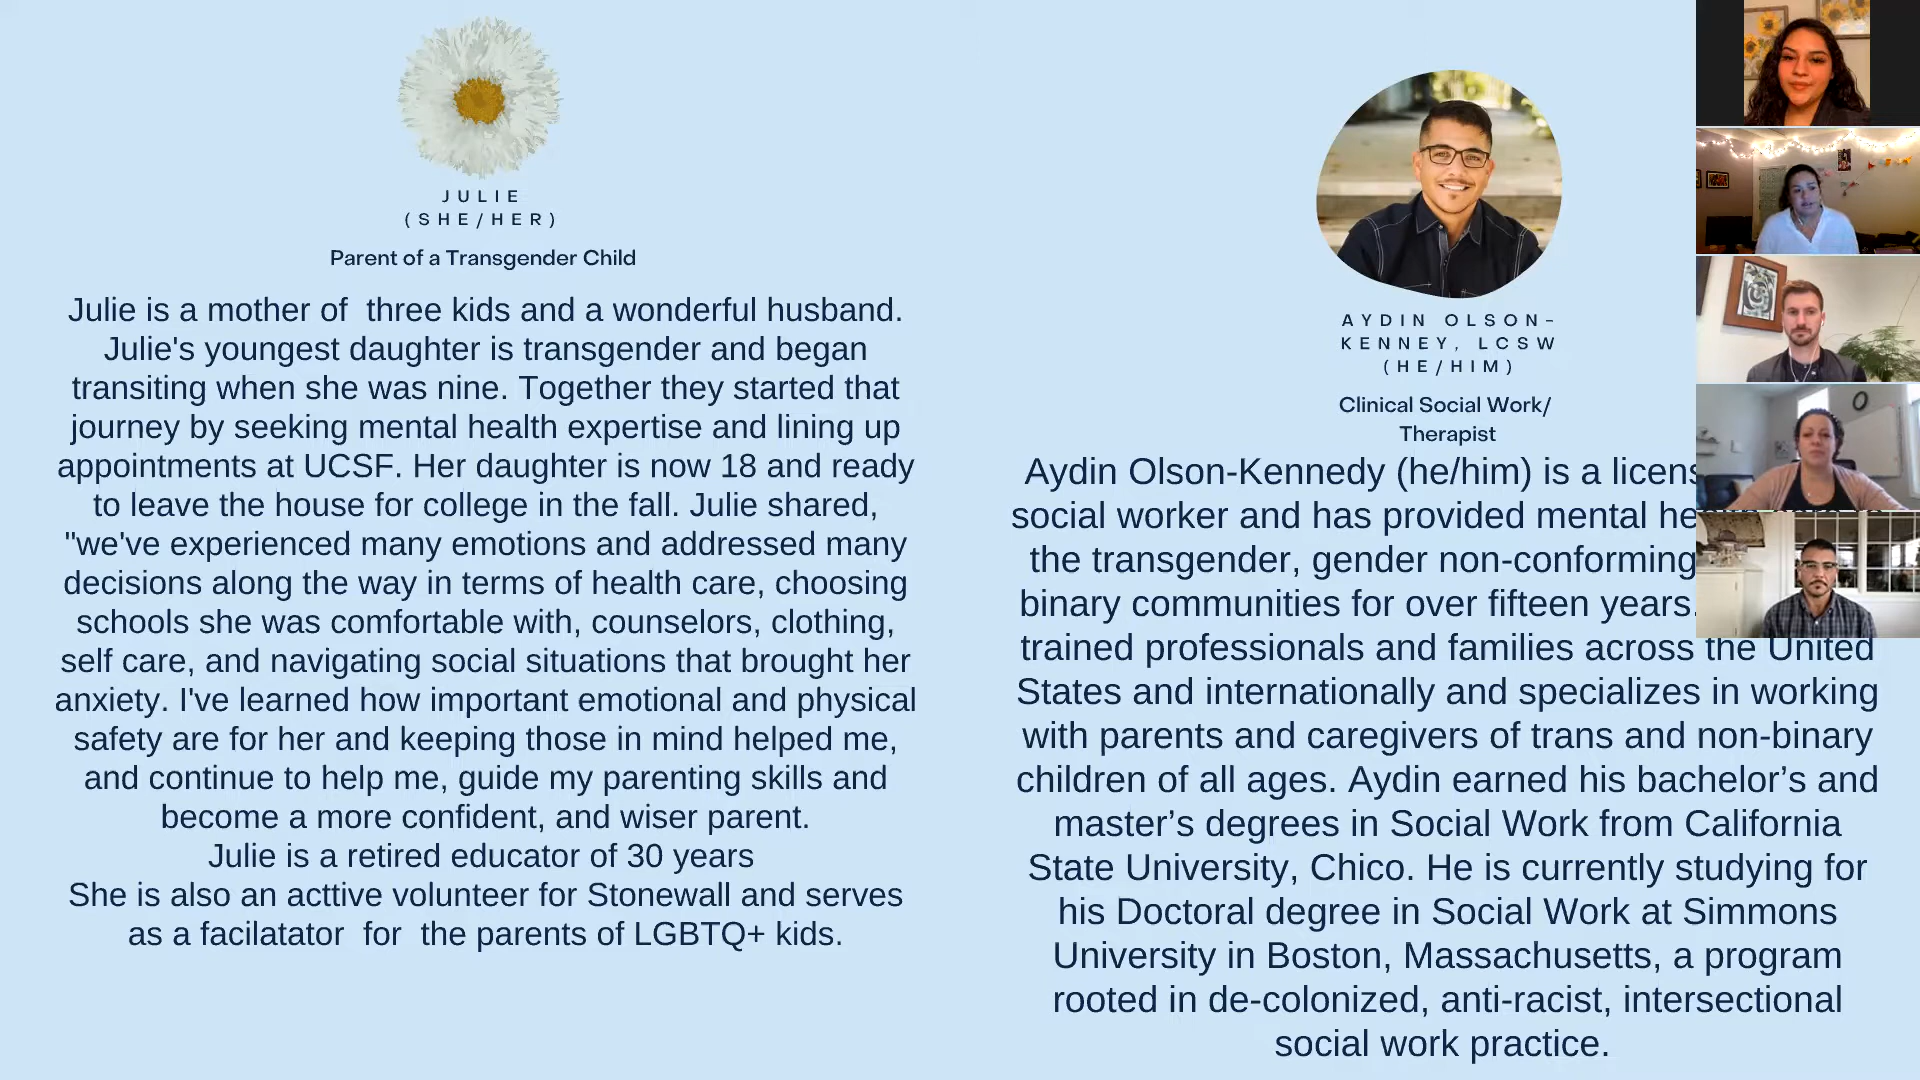 JULIE
(SHE/HER)
Parent of a Transgender Child
Julie is a mother of  three kids and a wonderful husband.
Julie's youngest daughter is transgender and began
transiting when she was nine. Together they started that
journey by seeking mental health expertise and lining up
appointments at UCSF. Her daughter is now 18 and ready
to leave the house for college in the fall. Julie shared,
"we've experienced many emotions and addressed many
decisions along the way in terms of health care, choosing
schools she was comfortable with, counselors, clothing,
self care, and navigating social situations that brought her
anxiety. I've learned how important emotional and physical
safety are for her and keeping those in mind helped me,
and continue to help me, guide my parenting skills and
become a more confident, and wiser parent.
Julie is a retired educator of 30 years
She is also an acttive volunteer for Stonewall and serves
as a facilatator  for  the parents of LGBTQ+ kids.
AYDIN OLSON-
KENNEY, LCSW
(HE/HIM)
Clinical Social Work/
Therapist
Aydin Olson-Kennedy (he/him) is a licens
social worker and has provided mental he
the transgender, gender non-conforming
binary communities for over fifteen years.
trained professionals and families across the United
States and internationally and specializes in working
with parents and caregivers of trans and non-binary
children of all ages. Aydin earned his bachelor’s and
master’s degrees in Social Work from California
State University, Chico. He is currently studying for
his Doctoral degree in Social Work at Simmons
University in Boston, Massachusetts, a program
rooted in de-colonized, anti-racist, intersectional
social work practice.